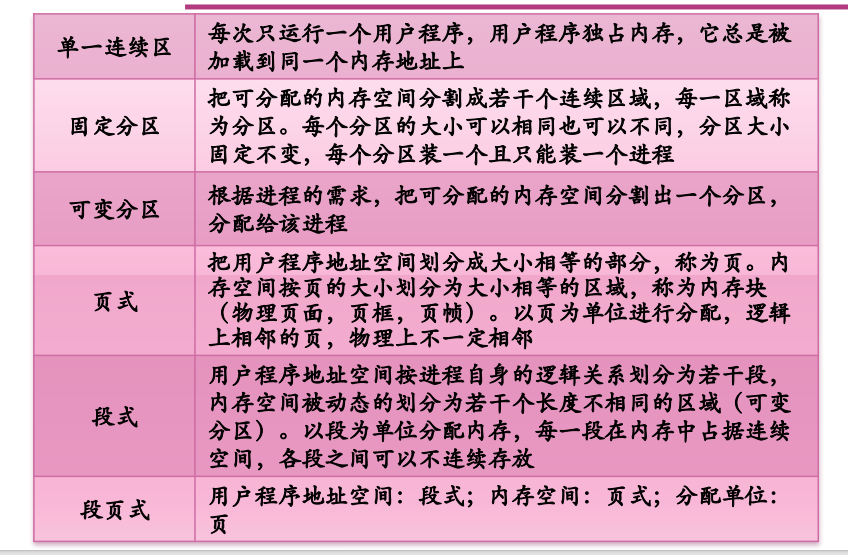 单一连续区
每次只运行一个用户程序，用户程序独占内存，它总是被
加载到同一个内存地址上
固定分区
把可分配的内存空间分割成若干个连续区域，每一区域称
为分区。每个分区的大小可以相同也可以不同，分区大小
固定不变，每个分区装一个且只能装一个进程
可变分区
根据进程的需求，把可分配的内存空间分割出一个分区，
分配给该进程
页式
把用户程序地址空间划分成大小相等的部分，称为页。内
存空间按页的大小划分为大小相等的区域，称为内存块
（物理页面，页框，页帧）。以页为单位进行分配，逻辑
上相邻的页，物理上不一定相邻
段式
用户程序地址空间按进程自身的逻辑关系划分为若干段，
内存空间被动态的划分为若干个长度不相同的区域（可变
分区）。以段为单位分配内存，每一段在内存中占据连续
空间，各段之间可以不连续存放
段页式
用户程序地址空间：段式；内存空间：页式；分配单位：
页